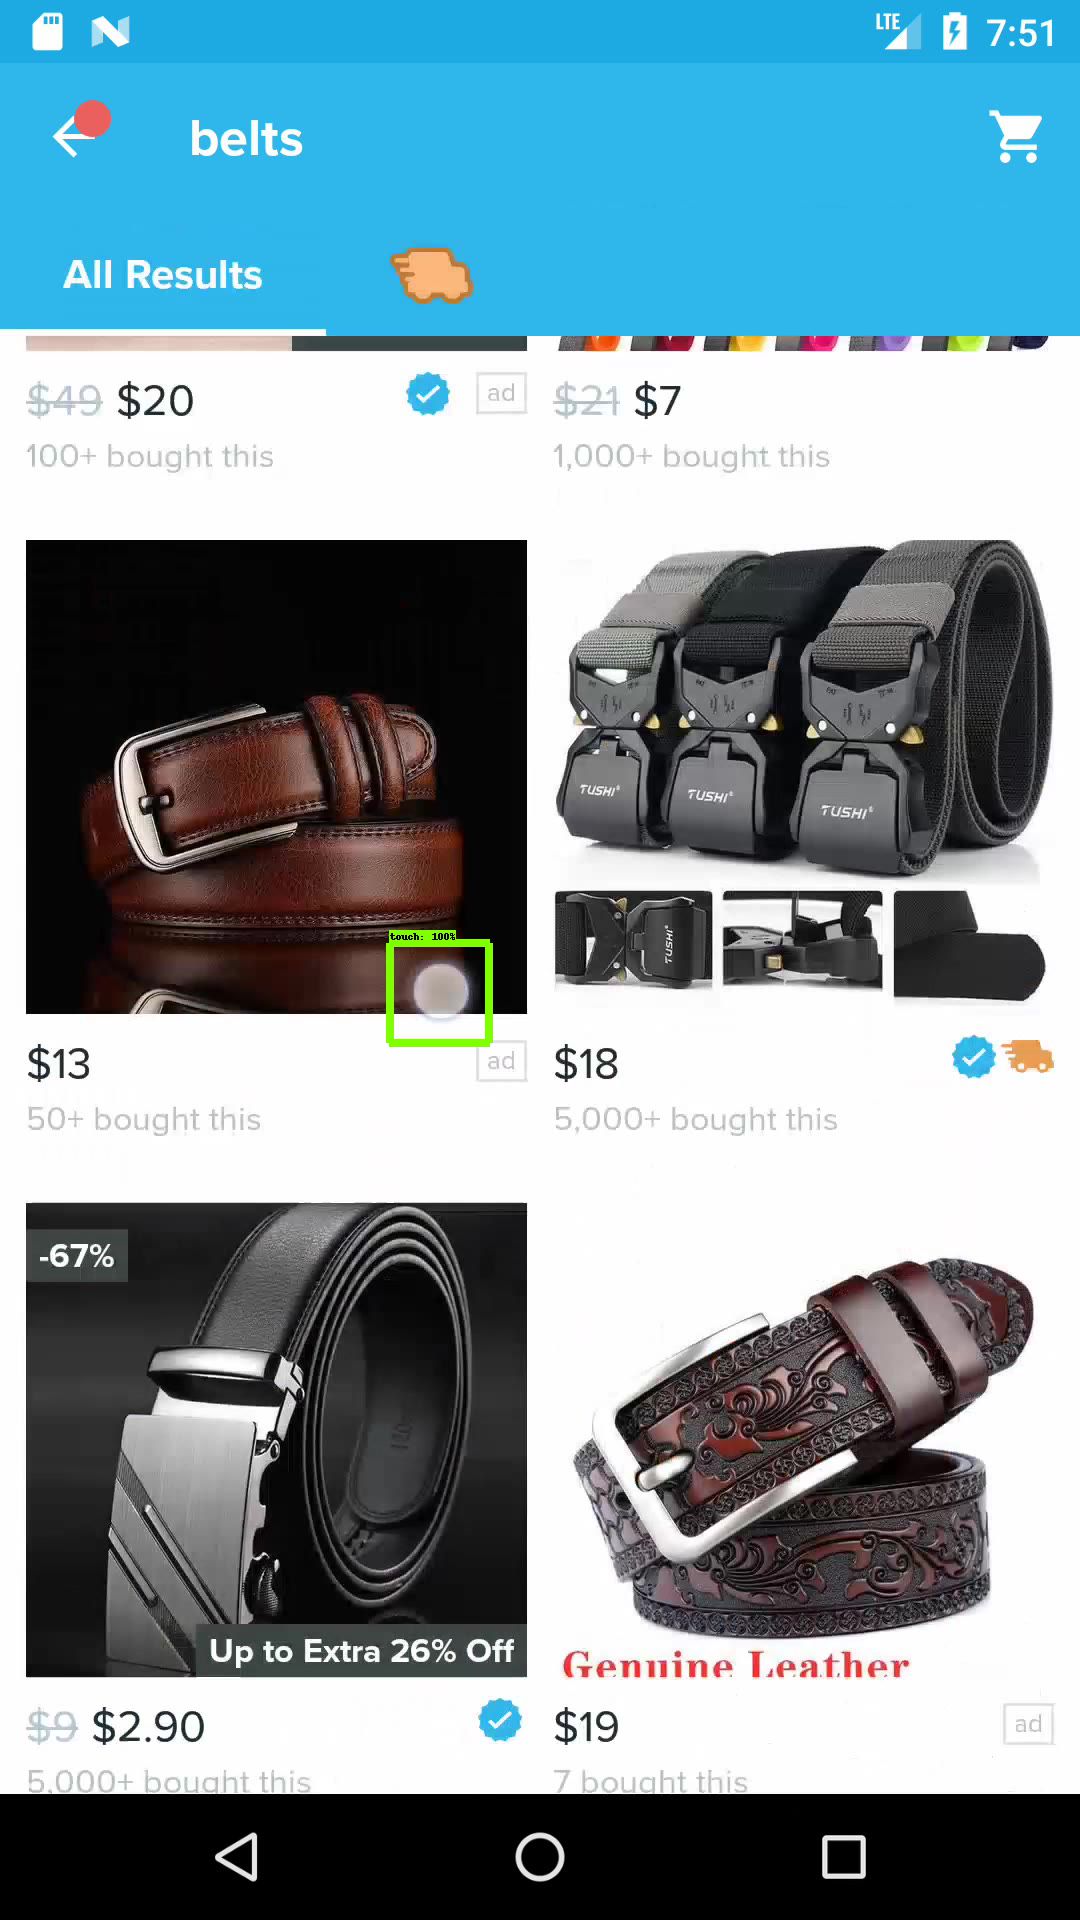 LTE 7:51
belts
All Results
$49 $20 ad
100+ bought this
$21 $7
1,000+ bought this
touch: 100%
$13 ad
50+ bought this
TUSHI® TUSHI® TUSHI®
TUSHI
$18
5,000+ bought this
-67%
Up to Extra 26% Off
$9 $2.90
5,000+ bought this
Genuine Leather
$19 ad
7 bought this